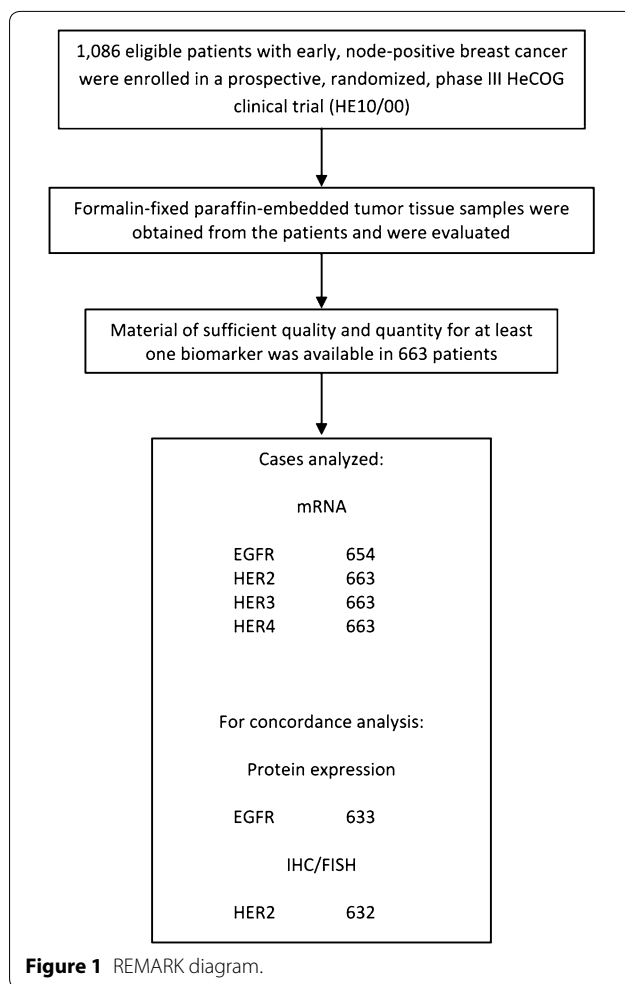 1,086 eligible patients with early, node-positive breast cancer
were enrolled in a prospective, randomized, phase III HeCOG
clinical trial (HE10/00)
Formalin-fixed paraffin-embedded tumor tissue samples were
obtained from the patients and were evaluated
Material of sufficient quality and quantity for at least
one biomarker was available in 663 patients
Cases analyzed:
mRNA
EGFR 654
HER2 663
HER3 663
HER4 663
For concordance analysis:
Protein expression
EGFR 633
IHC/FISH
HER2 632
Figure 1 REMARK diagram.